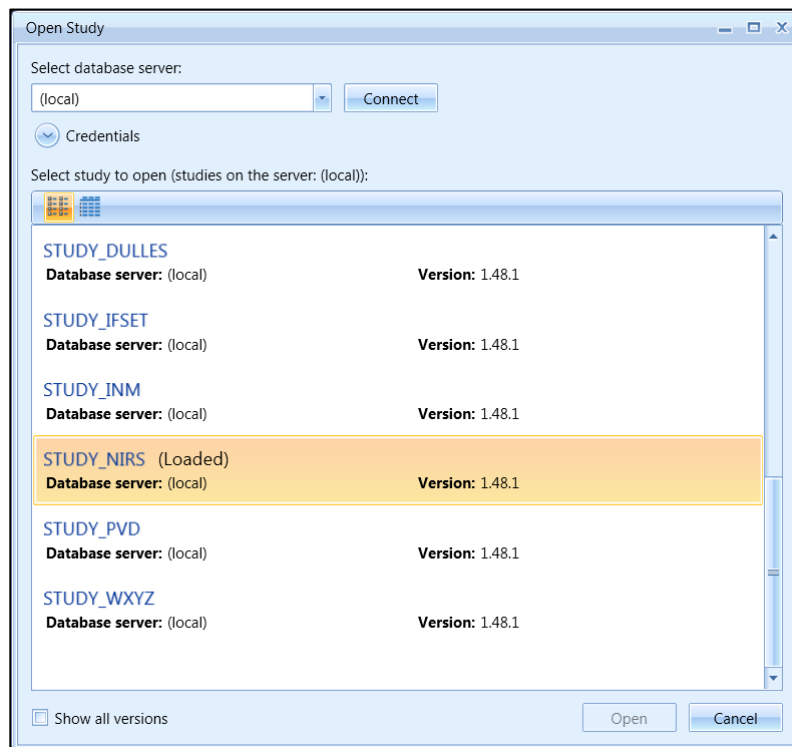 Open Study
Select database server:
(local)
Connect
Credentials
Select study to open (studies on the server: (local)):
STUDY_DULLES
Database server: (local) Version: 1.48.1
STUDY_IFSET
Database server: (local) Version: 1.48.1
STUDY_INM
Database server: (local) Version: 1.48.1
STUDY_NIRS (Loaded)
Database server: (local) Version: 1.48.1
STUDY_PVD
Database server: (local) Version: 1.48.1
STUDY_WXYZ
Database server: (local) Version: 1.48.1
Show all versions
Open
Cancel